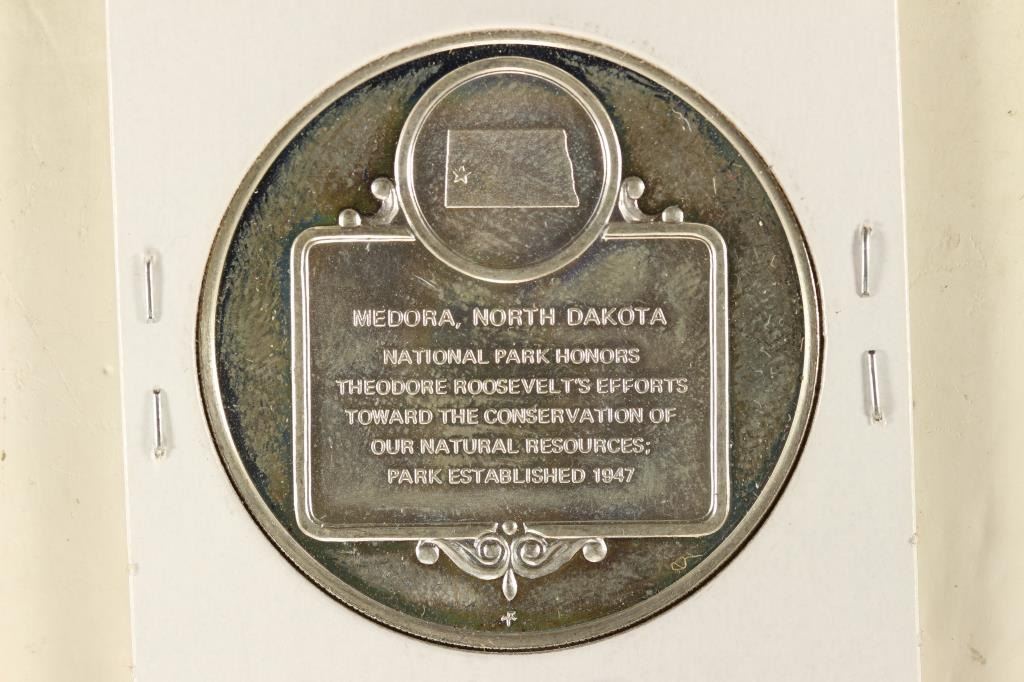 MEDORA, NORTH DAKOTA
NATIONAL PARK HONORS
THEODORE ROOSEVELT'S EFFORTS
TOWARD THE CONSERVATION OF
OUR NATURAL RESOURCES;
PARK ESTABLISHED 1947